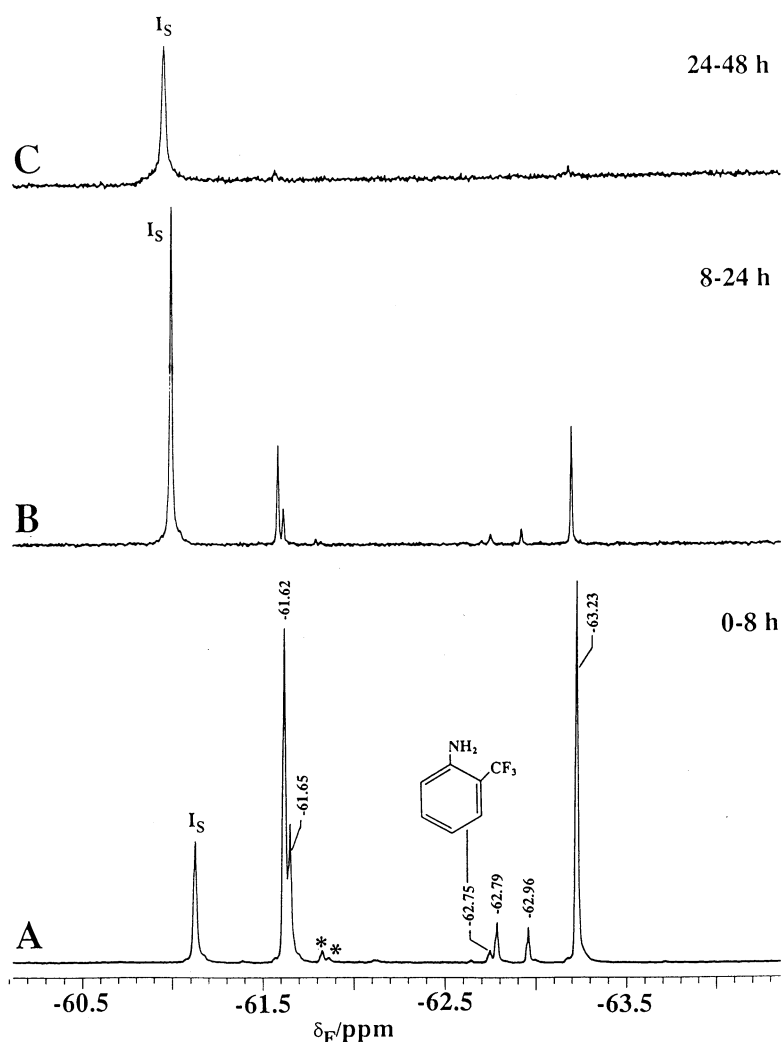 I_S
24-48 h
C
I_S
8-24 h
B
-61.62
0-8 h
-63.23
NH₂
CF₃
-61.65
I_S
-62.75
-62.79
-62.96
* *
A
-60.5 -61.5 -62.5 -63.5
δ_F/ppm